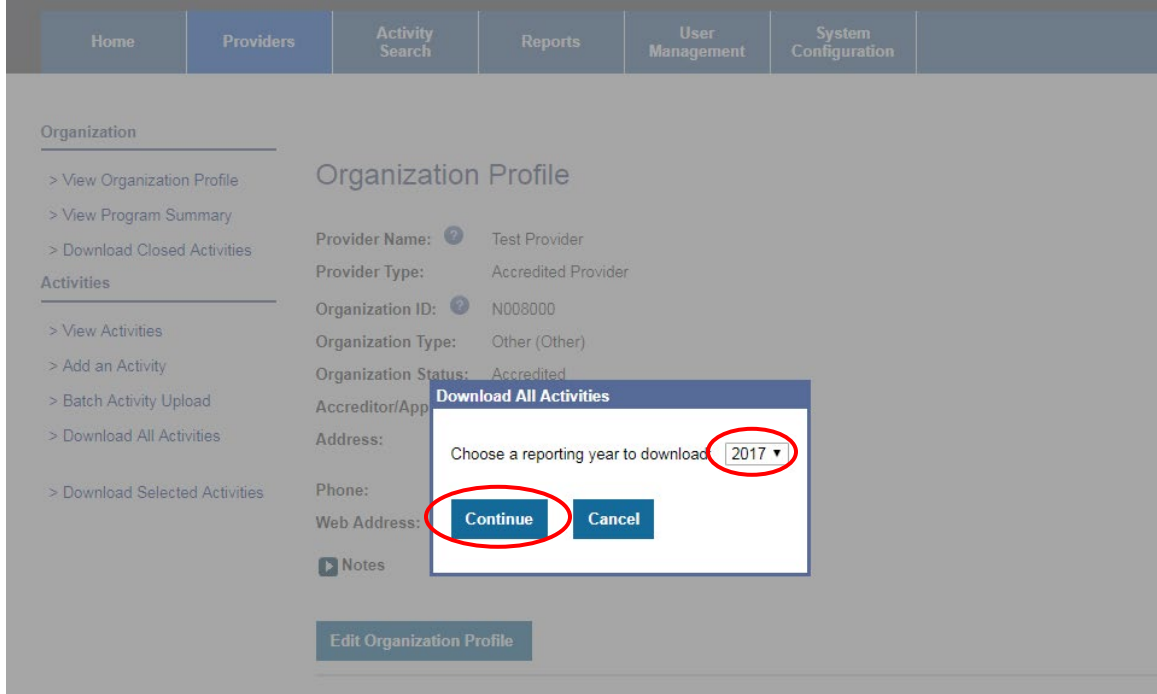 Home
Providers
Activity
Search
Reports
User
Management
System
Configuration
Organization
> View Organization Profile
> View Program Summary
> Download Closed Activities
Activities
> View Activities
> Add an Activity
> Batch Activity Upload
> Download All Activities
> Download Selected Activities
Organization Profile
Provider Name: ? Test Provider
Provider Type: Accredited Provider
Organization ID: ? N008000
Organization Type: Other (Other)
Organization Status: Accredited
Accreditor/App
Address:
Phone:
Web Address:
Notes
Edit Organization Profile
Download All Activities
Choose a reporting year to download: 2017
Continue Cancel